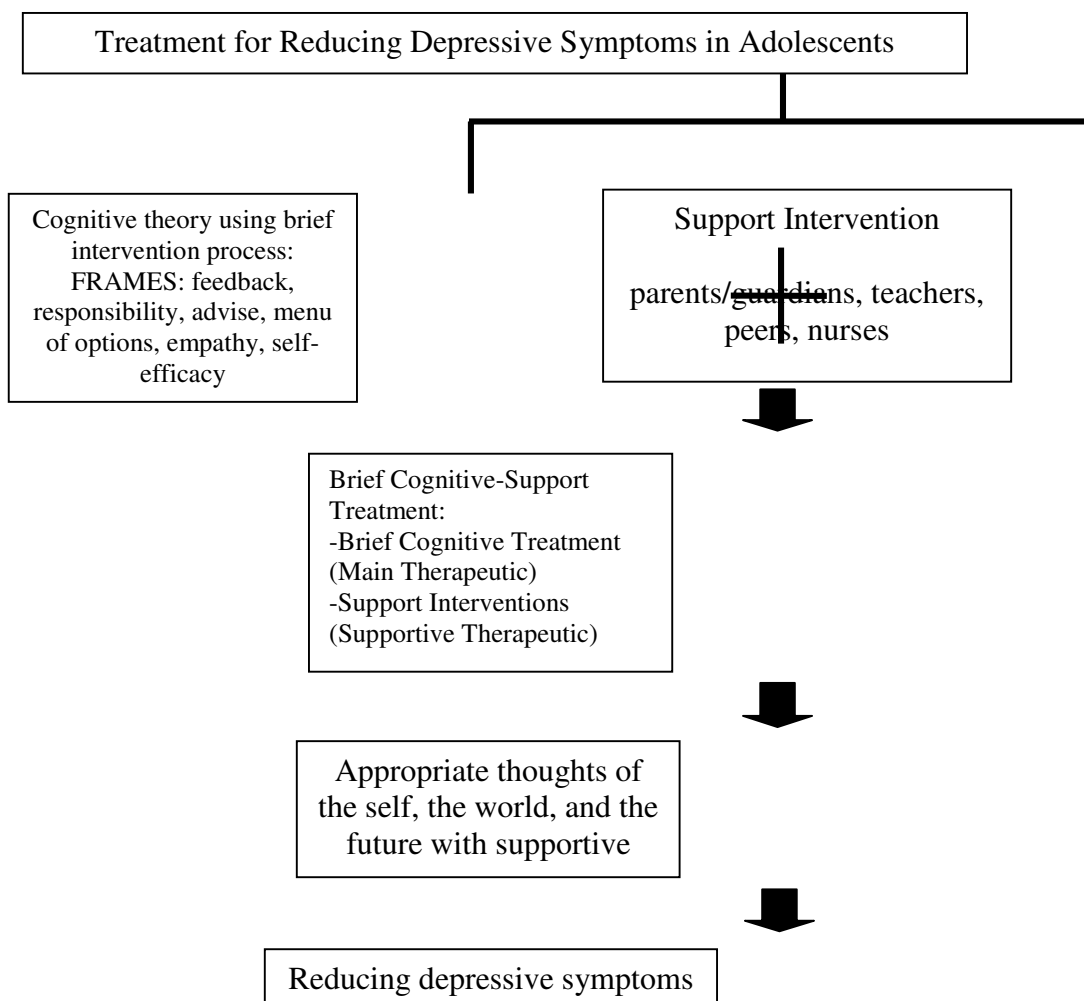 Treatment for Reducing Depressive Symptoms in Adolescents
Cognitive theory using brief
intervention process:
FRAMES: feedback,
responsibility, advise, menu
of options, empathy, self-
efficacy
Support Intervention
parents/guardians, teachers,
peers, nurses
Brief Cognitive-Support
Treatment:
-Brief Cognitive Treatment
(Main Therapeutic)
-Support Interventions
(Supportive Therapeutic)
Appropriate thoughts of
the self, the world, and the
future with supportive
Reducing depressive symptoms